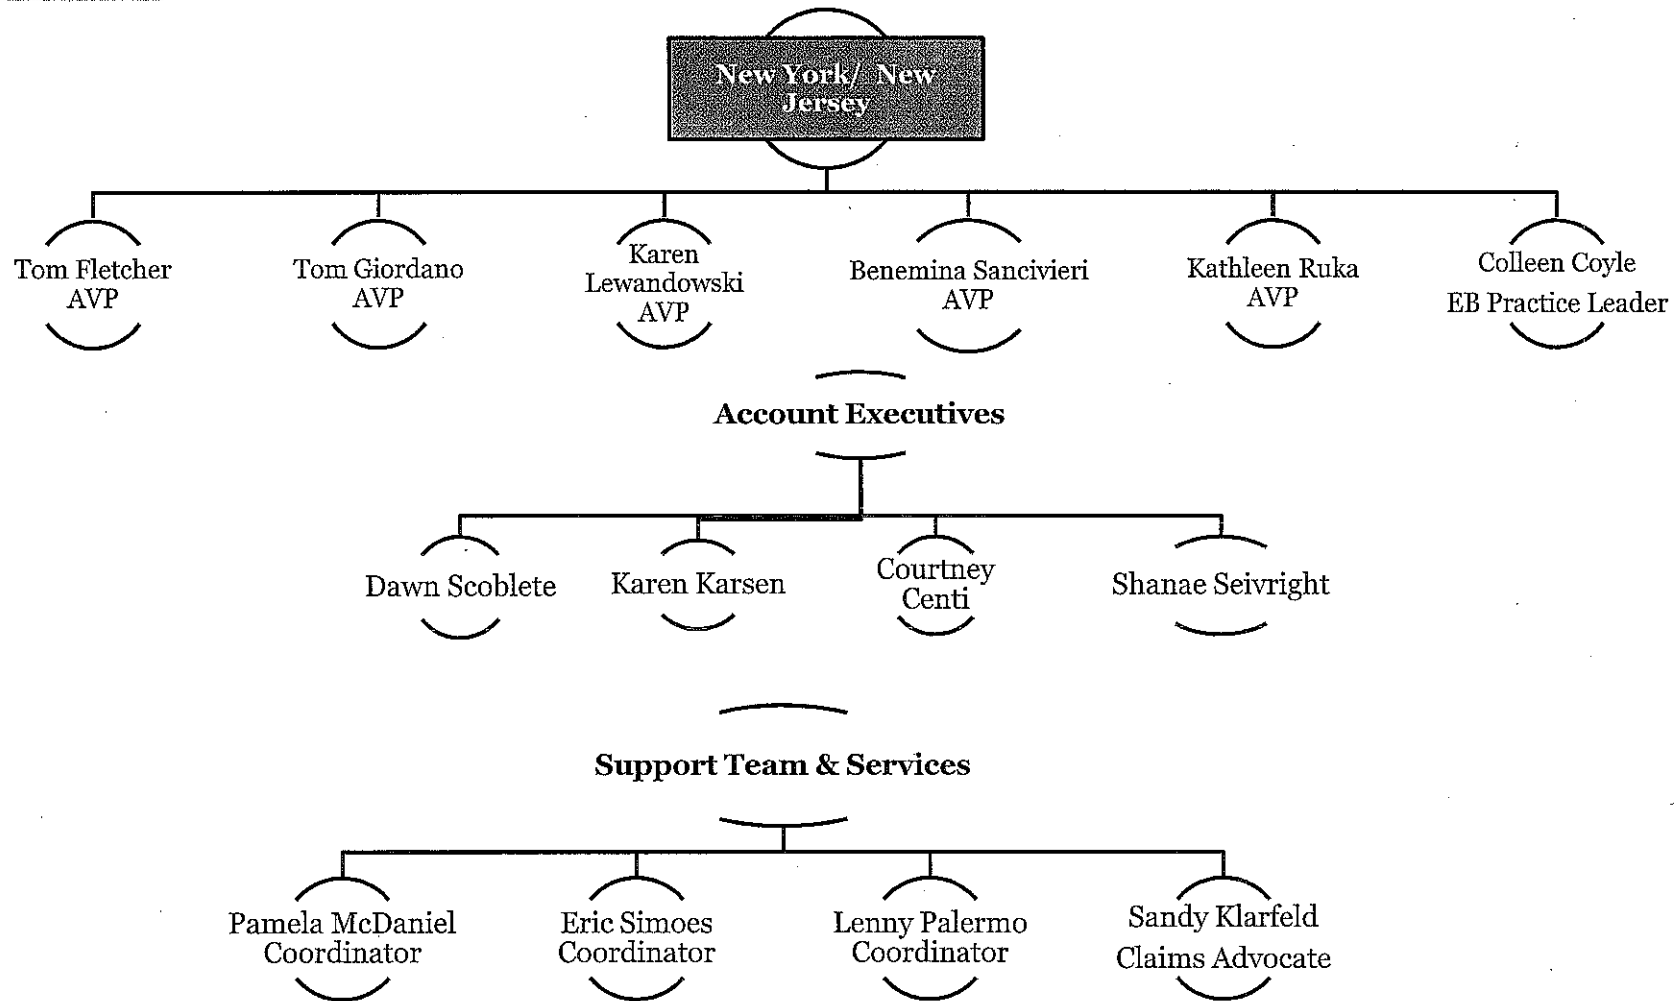 New York/ New
Jersey
Tom Fletcher
AVP
Tom Giordano
AVP
Karen
Lewandowski
AVP
Benemina Sancivieri
AVP
Kathleen Ruka
AVP
Colleen Coyle
EB Practice Leader
Account Executives
Dawn Scoblete
Karen Karsen
Courtney
Centi
Shanae Seivright
Support Team & Services
Pamela McDaniel
Coordinator
Eric Simoes
Coordinator
Lenny Palermo
Coordinator
Sandy Klarfeld
Claims Advocate